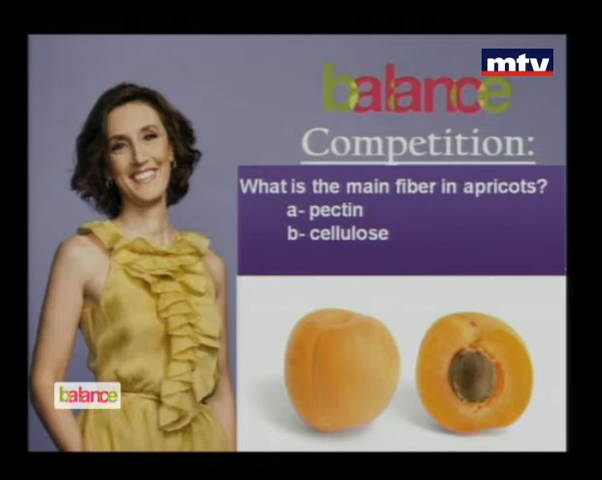 mtv
balance
Competition:
What is the main fiber in apricots?
a- pectin
b- cellulose
balance